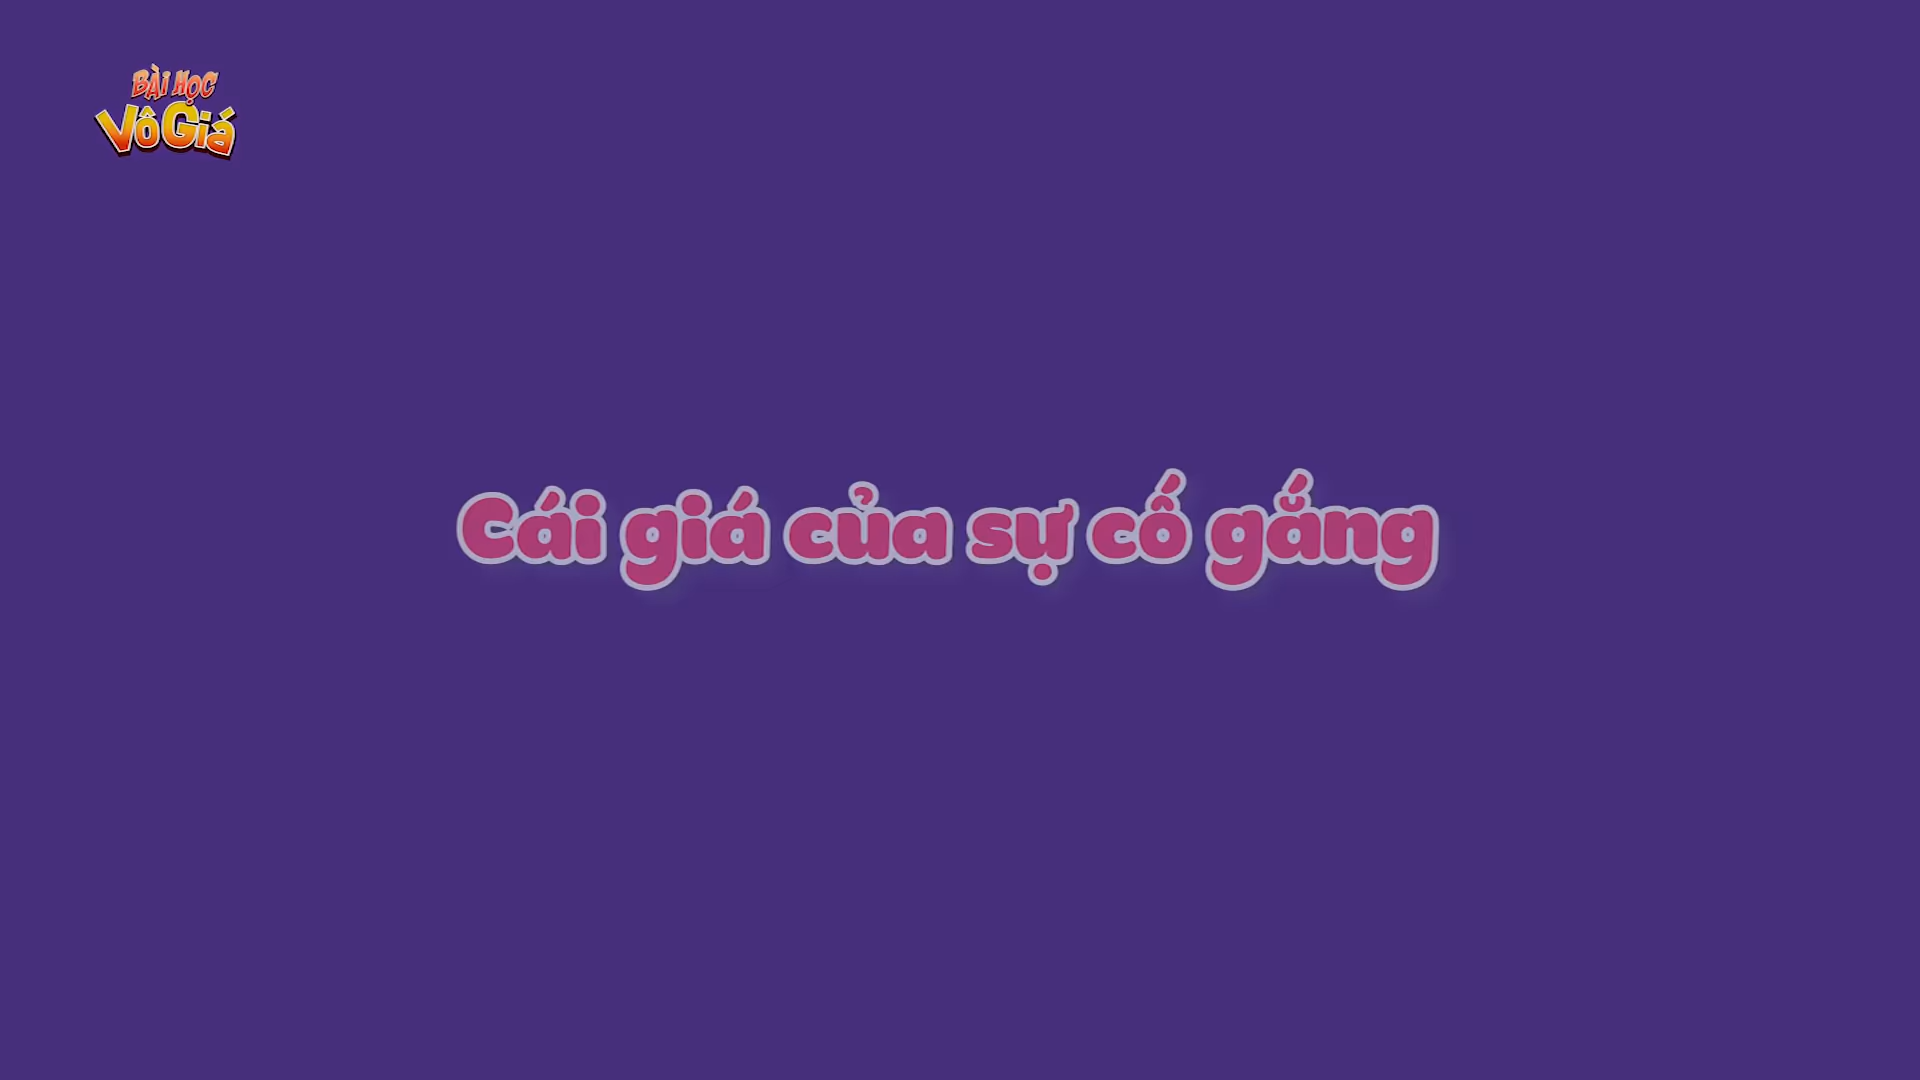 BÀI HỌC
Vô Giá
Cái giá của sự cố gắng